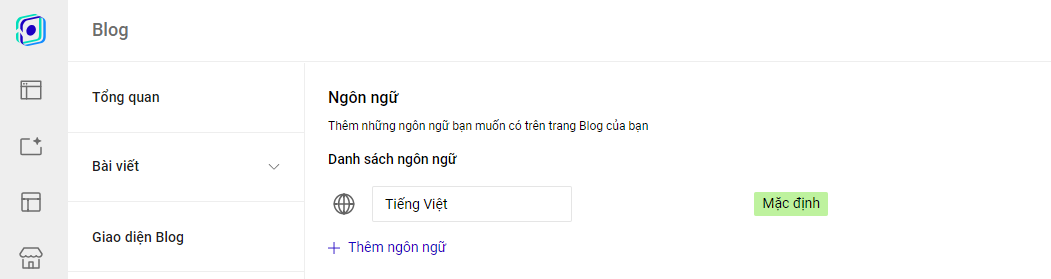 Blog
Tổng quan
Bài viết
Giao diện Blog
Ngôn ngữ
Thêm những ngôn ngữ bạn muốn có trên trang Blog của bạn
Danh sách ngôn ngữ
Tiếng Việt
Mặc định
Thêm ngôn ngữ